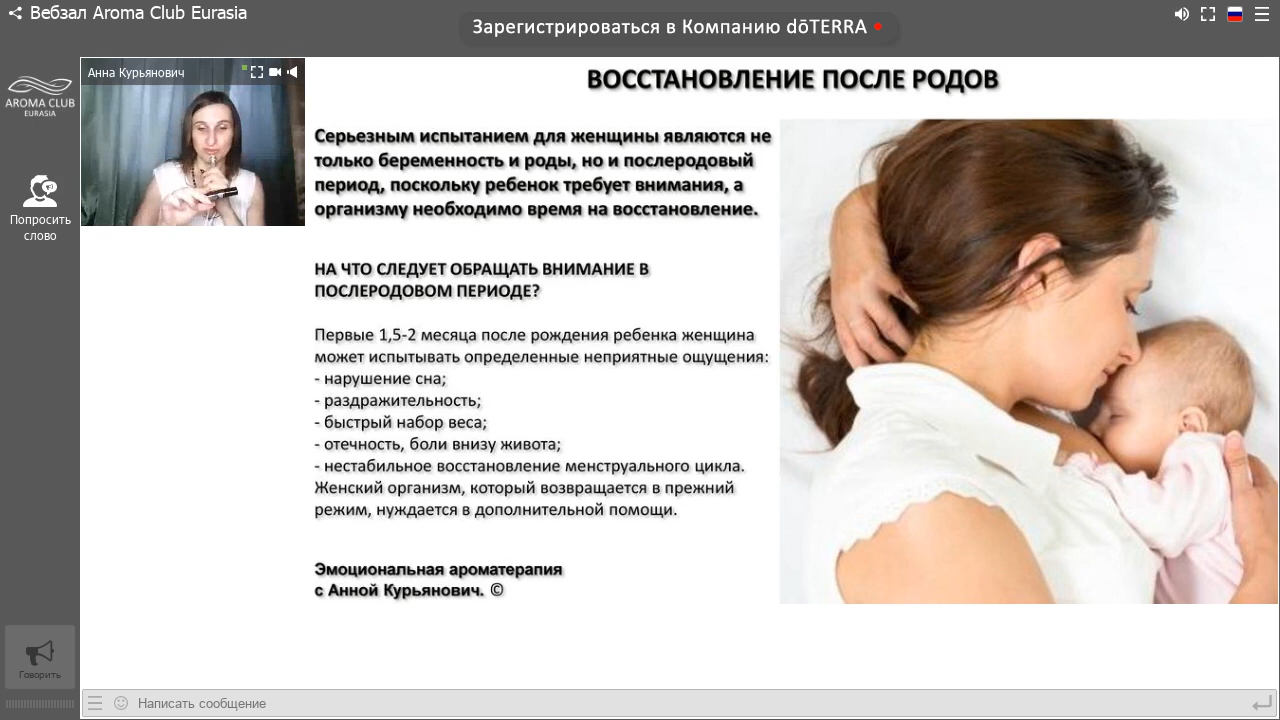 Вебзал Aroma Club Eurasia
Зарегистрироваться в Компанию dōTERRA
AROMA CLUB
EURASIA
Попросить
слово
Анна Курьянович
ВОССТАНОВЛЕНИЕ ПОСЛЕ РОДОВ
Серьезным испытанием для женщины являются не
только беременность и роды, но и послеродовый
период, поскольку ребенок требует внимания, а
организму необходимо время на восстановление.
НА ЧТО СЛЕДУЕТ ОБРАЩАТЬ ВНИМАНИЕ В
ПОСЛЕРОДОВОМ ПЕРИОДЕ?
Первые 1,5-2 месяца после рождения ребенка женщина
может испытывать определенные неприятные ощущения:
- нарушение сна;
- раздражительность;
- быстрый набор веса;
- отечность, боли внизу живота;
- нестабильное восстановление менструального цикла.
Женский организм, который возвращается в прежний
режим, нуждается в дополнительной помощи.
Эмоциональная ароматерапия
с Анной Курьянович. ©
Говорить
Написать сообщение